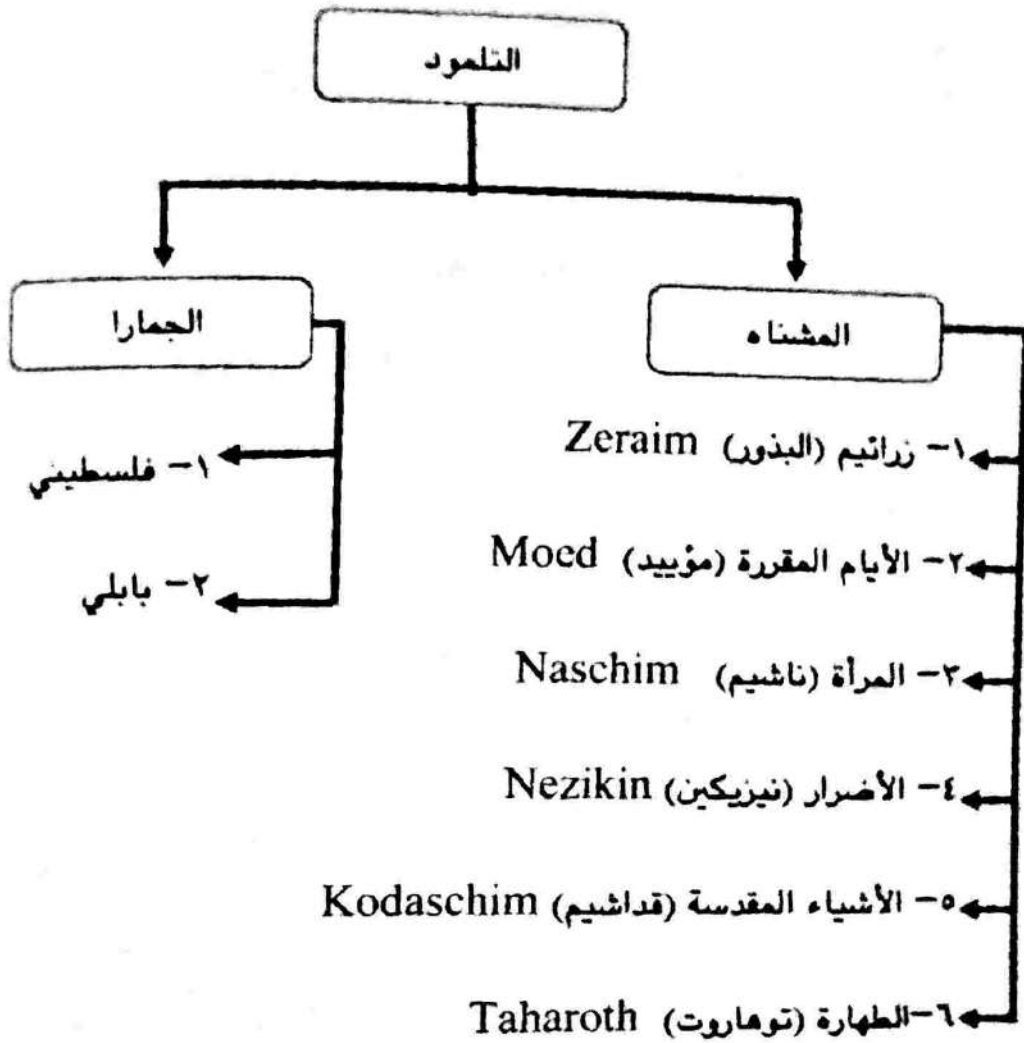 التلمود
المشناه
١- زرائيم (البذور) Zeraim
٢- الأيام المقررة (مؤييد) Moed
٣- المرأة (ناشيم) Naschim
٤- الأضرار (نيزيكين) Nezikin
٥- الأشياء المقدسة (قداشيم) Kodaschim
٦- الطهارة (توهاروت) Taharoth
الجمارا
١- فلسطيني
٢- بابلي